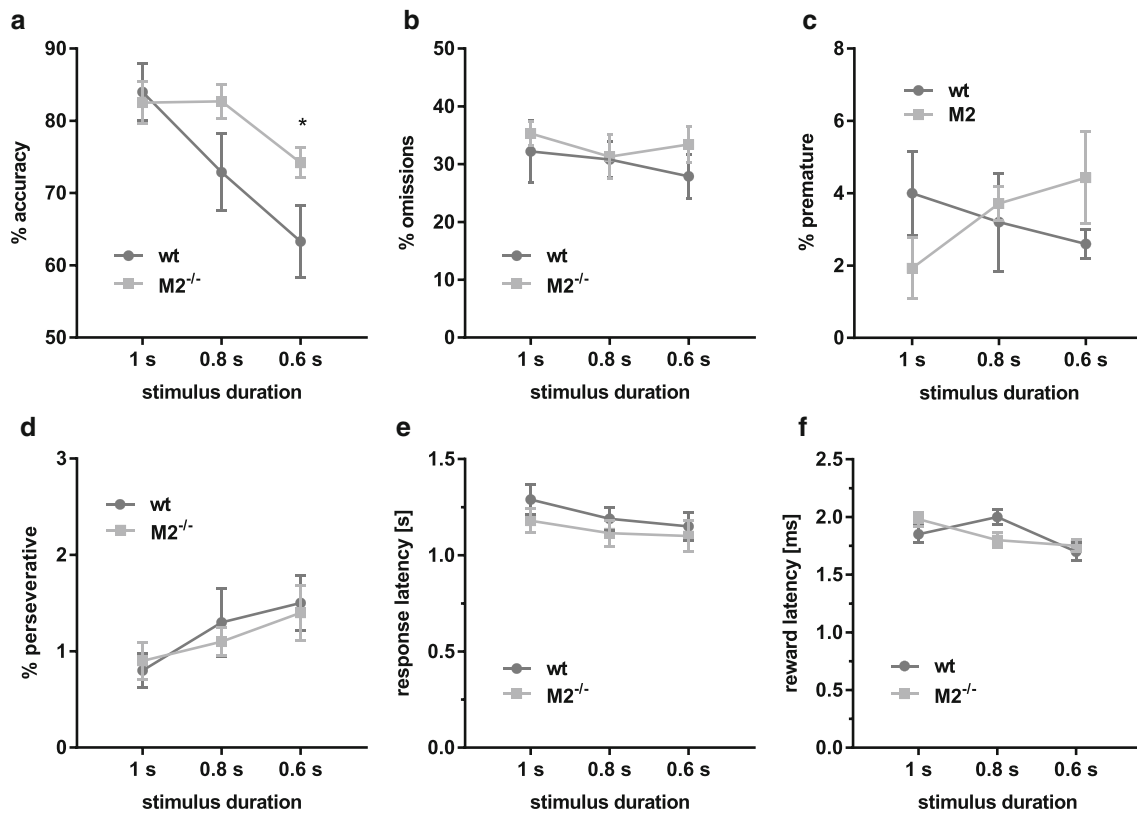 a
% accuracy
90
80
70
60
50
*
wt
M2-/-
1 s 0.8 s 0.6 s
stimulus duration
b
% omissions
50
40
30
20
10
0
wt
M2-/-
1 s 0.8 s 0.6 s
stimulus duration
c
% premature
8
6
4
2
0
wt
M2
1 s 0.8 s 0.6 s
stimulus duration
d
% perseverative
3
2
1
0
wt
M2-/-
1 s 0.8 s 0.6 s
stimulus duration
e
response latency [s]
1.5
1.0
0.5
0.0
wt
M2-/-
1 s 0.8 s 0.6 s
stimulus duration
f
reward latency [ms]
2.5
2.0
1.5
1.0
0.5
0.0
wt
M2-/-
1 s 0.8 s 0.6 s
stimulus duration